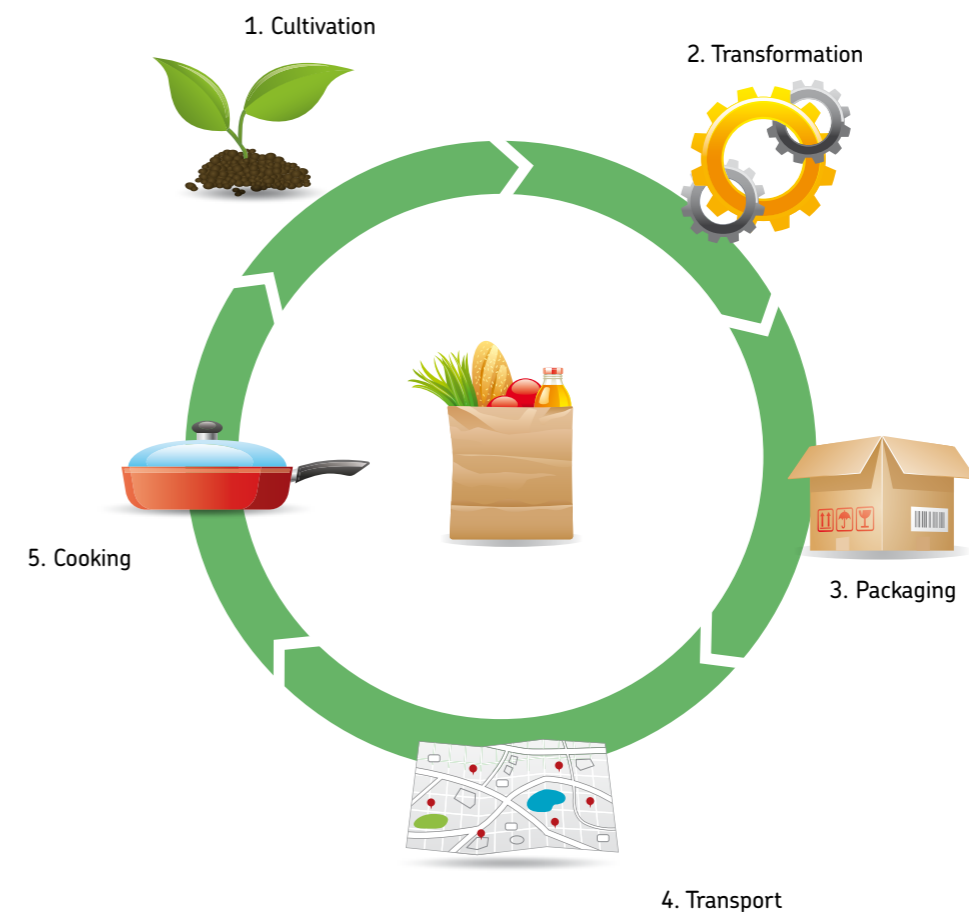 1. Cultivation
2. Transformation
3. Packaging
4. Transport
5. Cooking